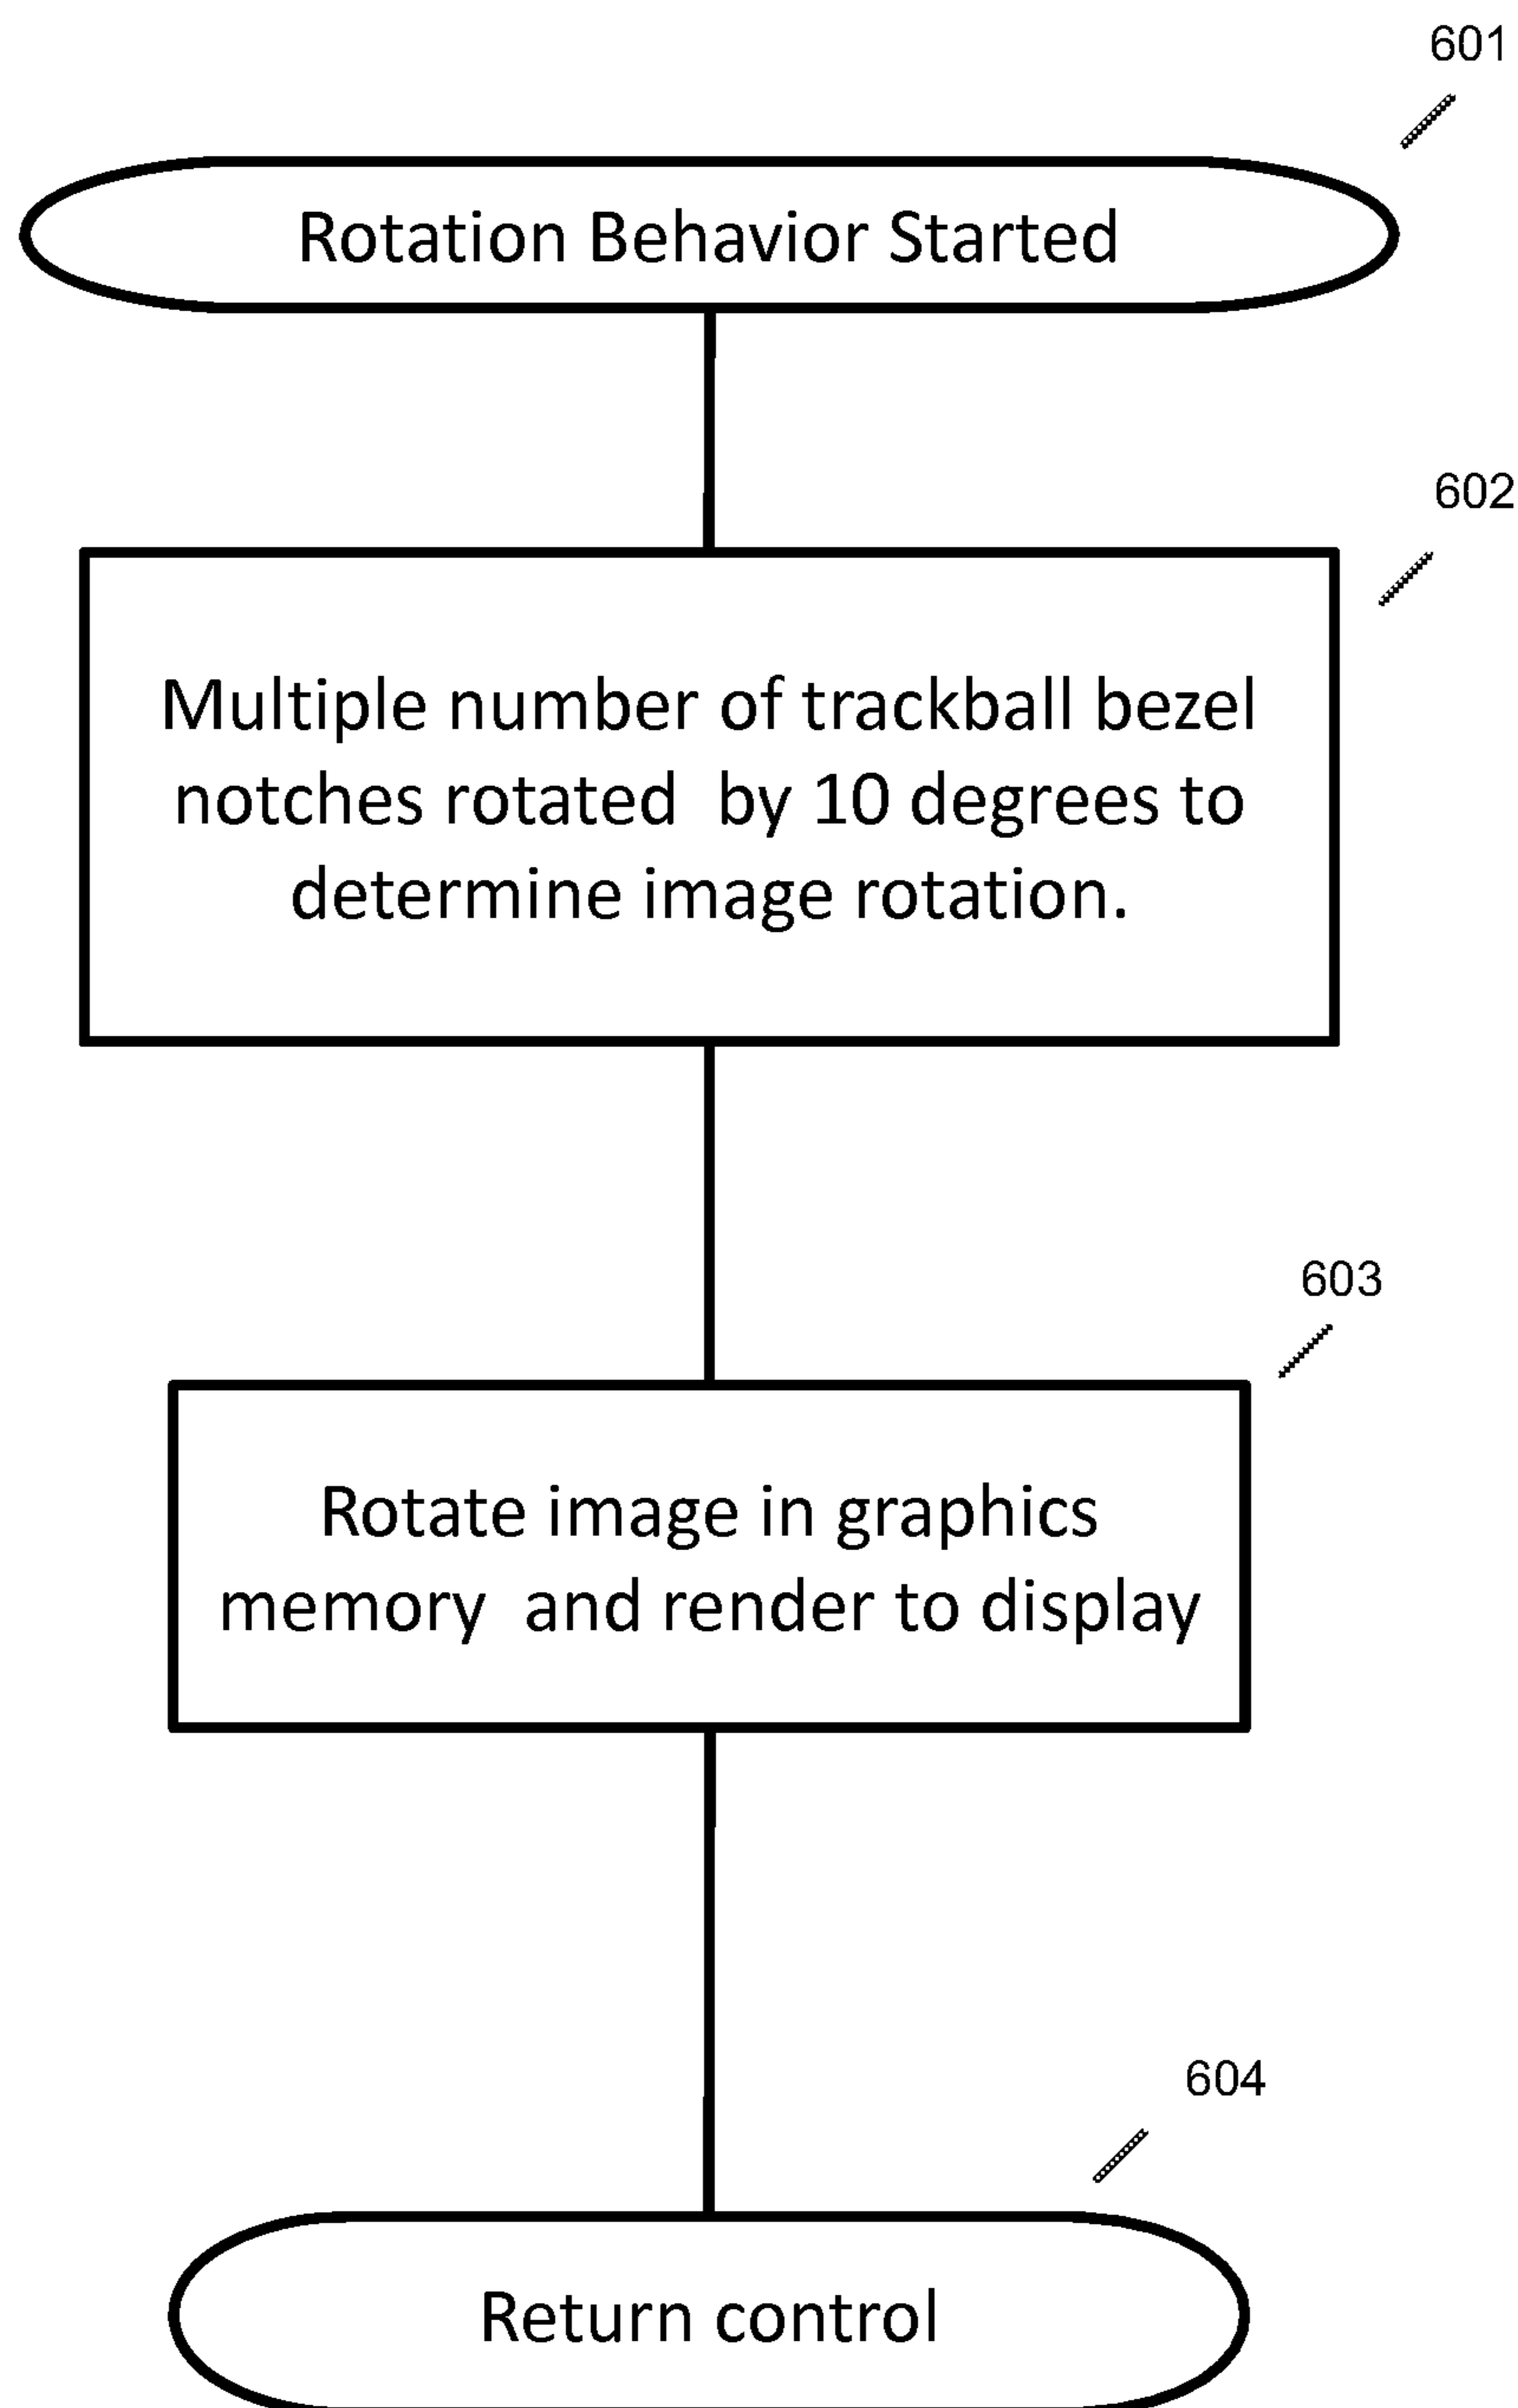 601
Rotation Behavior Started
602
Multiple number of trackball bezel
notches rotated by 10 degrees to
determine image rotation.
603
Rotate image in graphics
memory and render to display
604
Return control